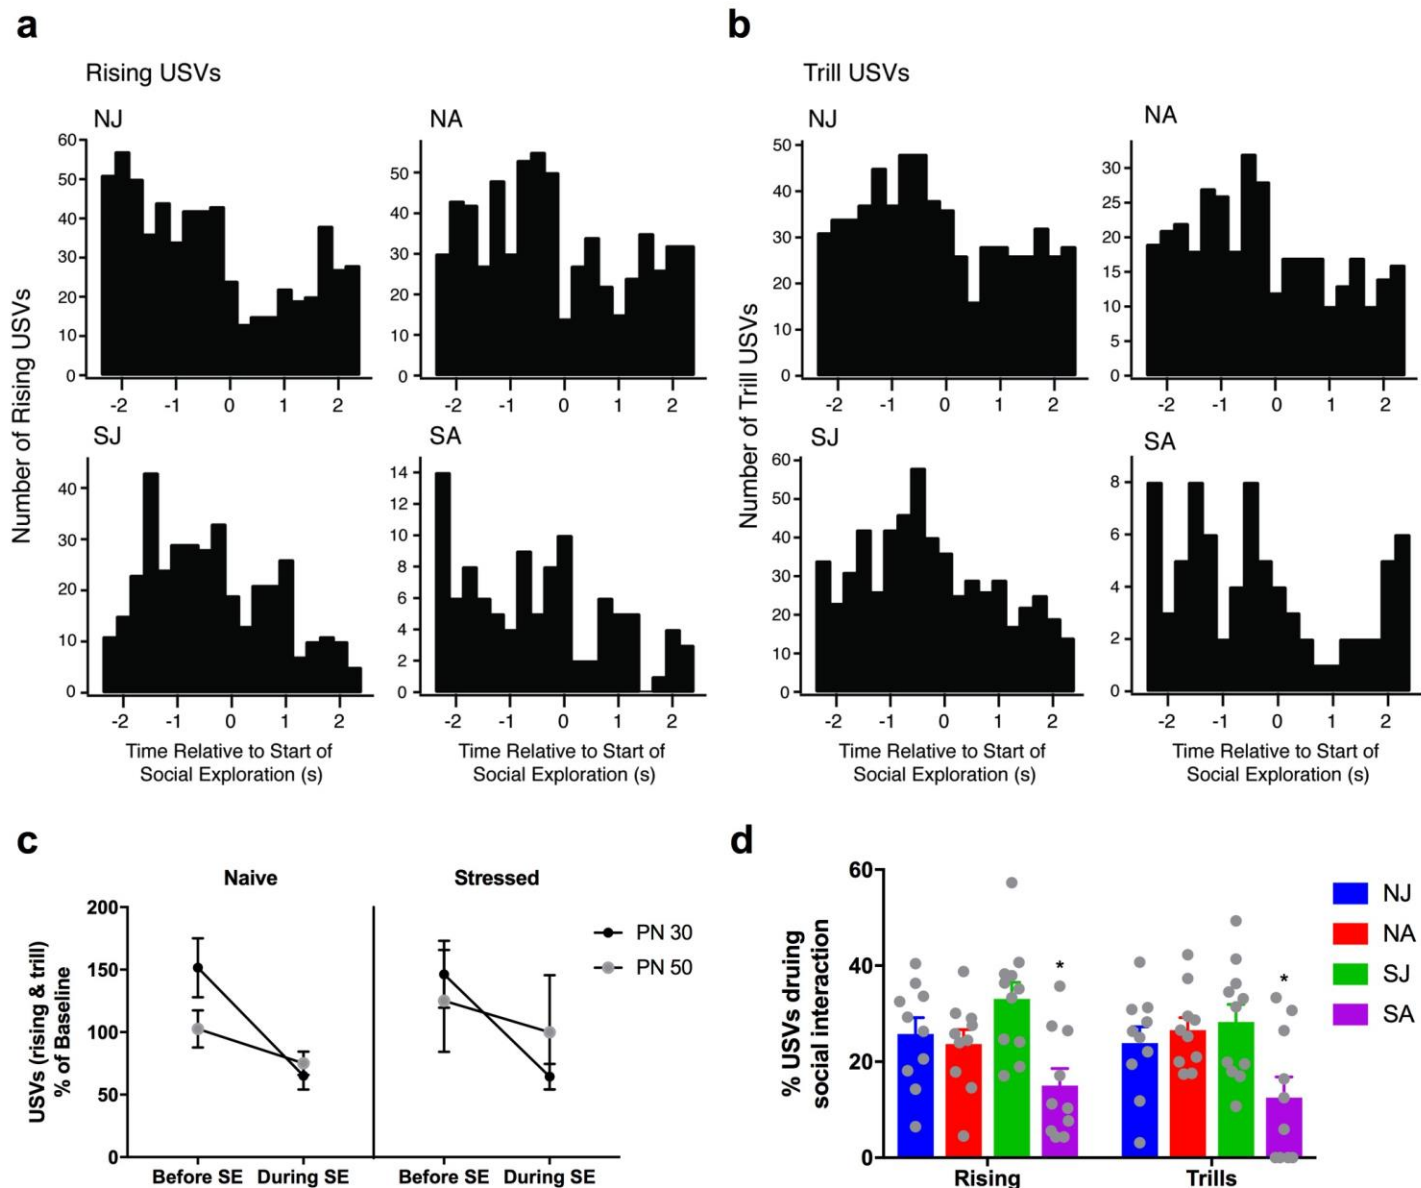 a
Rising USVs
NJ
NA
60
50
40
30
20
10
0
50
40
30
20
10
0
-2 -1 0 1 2
-2 -1 0 1 2
SJ
SA
40
30
20
10
0
14
12
10
8
6
4
2
0
-2 -1 0 1 2
-2 -1 0 1 2
Number of Rising USVs
Time Relative to Start of
Social Exploration (s)
Time Relative to Start of
Social Exploration (s)
b
Trill USVs
NJ
NA
50
40
30
20
10
0
30
25
20
15
10
5
0
-2 -1 0 1 2
-2 -1 0 1 2
SJ
SA
60
50
40
30
20
10
0
8
6
4
2
0
-2 -1 0 1 2
-2 -1 0 1 2
Number of Trill USVs
Time Relative to Start of
Social Exploration (s)
Time Relative to Start of
Social Exploration (s)
c
Naive
Stressed
USVs (rising & trill)
% of Baseline
200
150
100
50
0
Before SE During SE
Before SE During SE
PN 30
PN 50
d
% USVs druing
social interaction
60
40
20
0
*
*
Rising
Trills
NJ
NA
SJ
SA